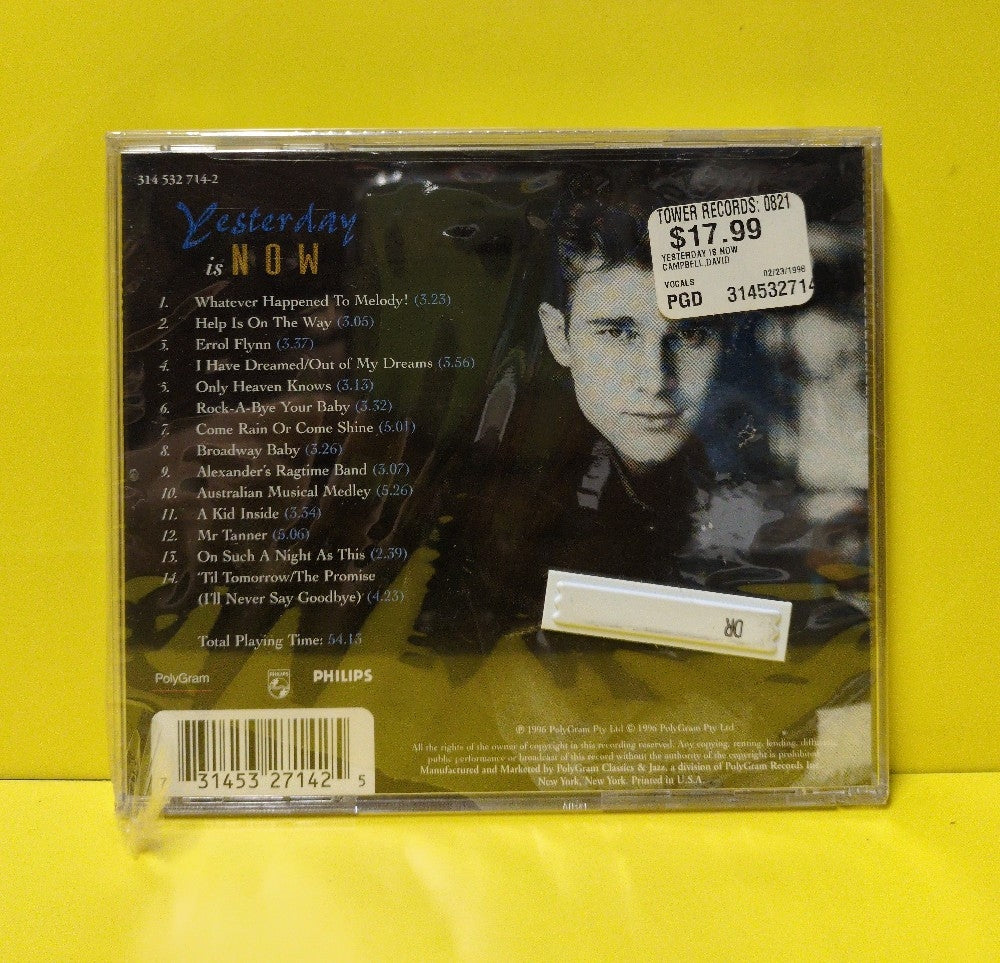 314 532 714-2
Yesterday
is NOW
1. Whatever Happened To Melody? (3.23)
2. Help Is On The Way (3.05)
3. Errol Flynn (3.37)
4. I Have Dreamed/Out of My Dreams (3.56)
5. Only Heaven Knows (3.13)
6. Rock-A-Bye Your Baby (3.32)
7. Come Rain Or Come Shine (5.01)
8. Broadway Baby (3.26)
9. Alexander's Ragtime Band (3.07)
10. Australian Musical Medley (5.26)
11. A Kid Inside (3.34)
12. Mr Tanner (5.06)
13. On Such A Night As This (2.39)
14. 'Til Tomorrow/The Promise
(I'll Never Say Goodbye) (4.23)
Total Playing Time: 54.13
TOWER RECORDS: 0821
$17.99
YESTERDAY IS NOW
CAMPBELL,DAVID
02/23/1998
VOCALS
PGD 314532714
DR
PolyGram
PHILIPS
PHILIPS
7 31453 27142 5
℗ 1996 PolyGram Pty Ltd © 1996 PolyGram Pty Ltd
All the rights of the owner of copyright in this recording reserved. Any copying, renting, lending,
public performance or broadcast of this record without the authority of the copyright is
Manufactured and Marketed by PolyGram Classics & Jazz, a division of PolyGram Records
New York, New York. Printed in U.S.A.